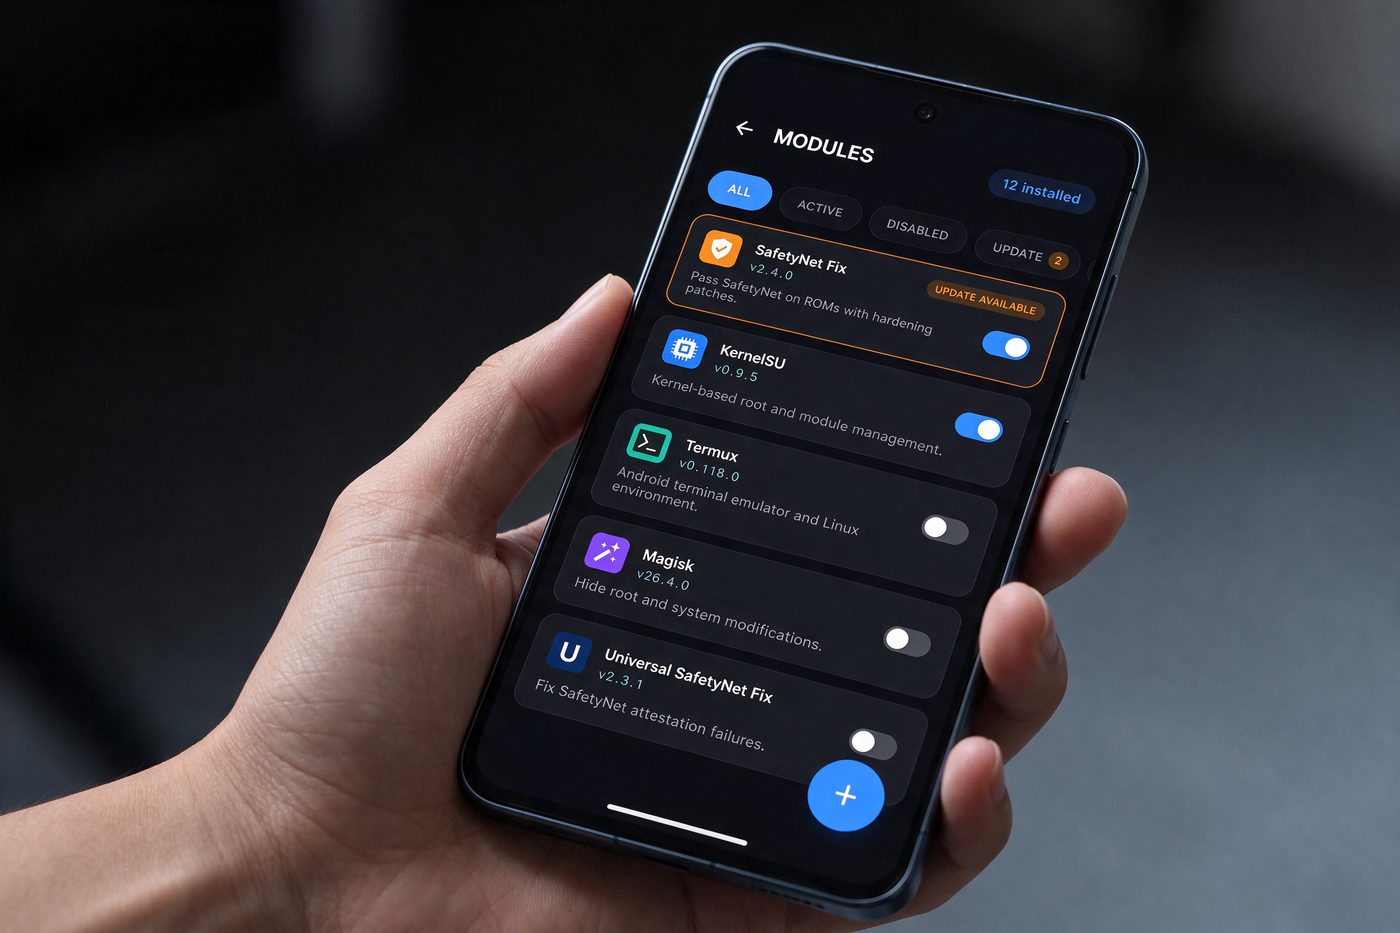 MODULES
12 installed
ALL
ACTIVE
DISABLED
UPDATE 2
SafetyNet Fix
v2.4.0
UPDATE AVAILABLE
Pass SafetyNet on ROMs with hardening
patches.
KernelSU
v0.9.5
Kernel-based root and module management.
Termux
v0.118.0
Android terminal emulator and Linux
environment.
Magisk
v26.4.0
Hide root and system modifications.
U
Universal SafetyNet Fix
v2.3.1
Fix SafetyNet attestation failures.